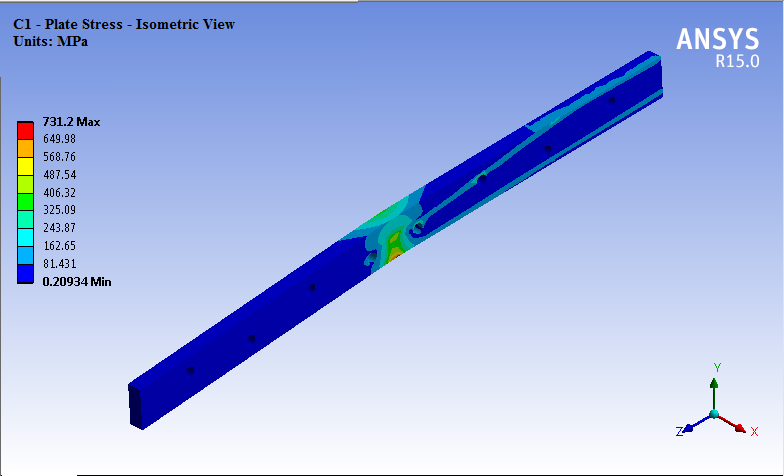 C1 - Plate Stress - Isometric View
Units: MPa
ANSYS
R15.0
731.2 Max
649.98
568.76
487.54
406.32
325.09
243.87
162.65
81.431
0.20934 Min
Y
Z
X